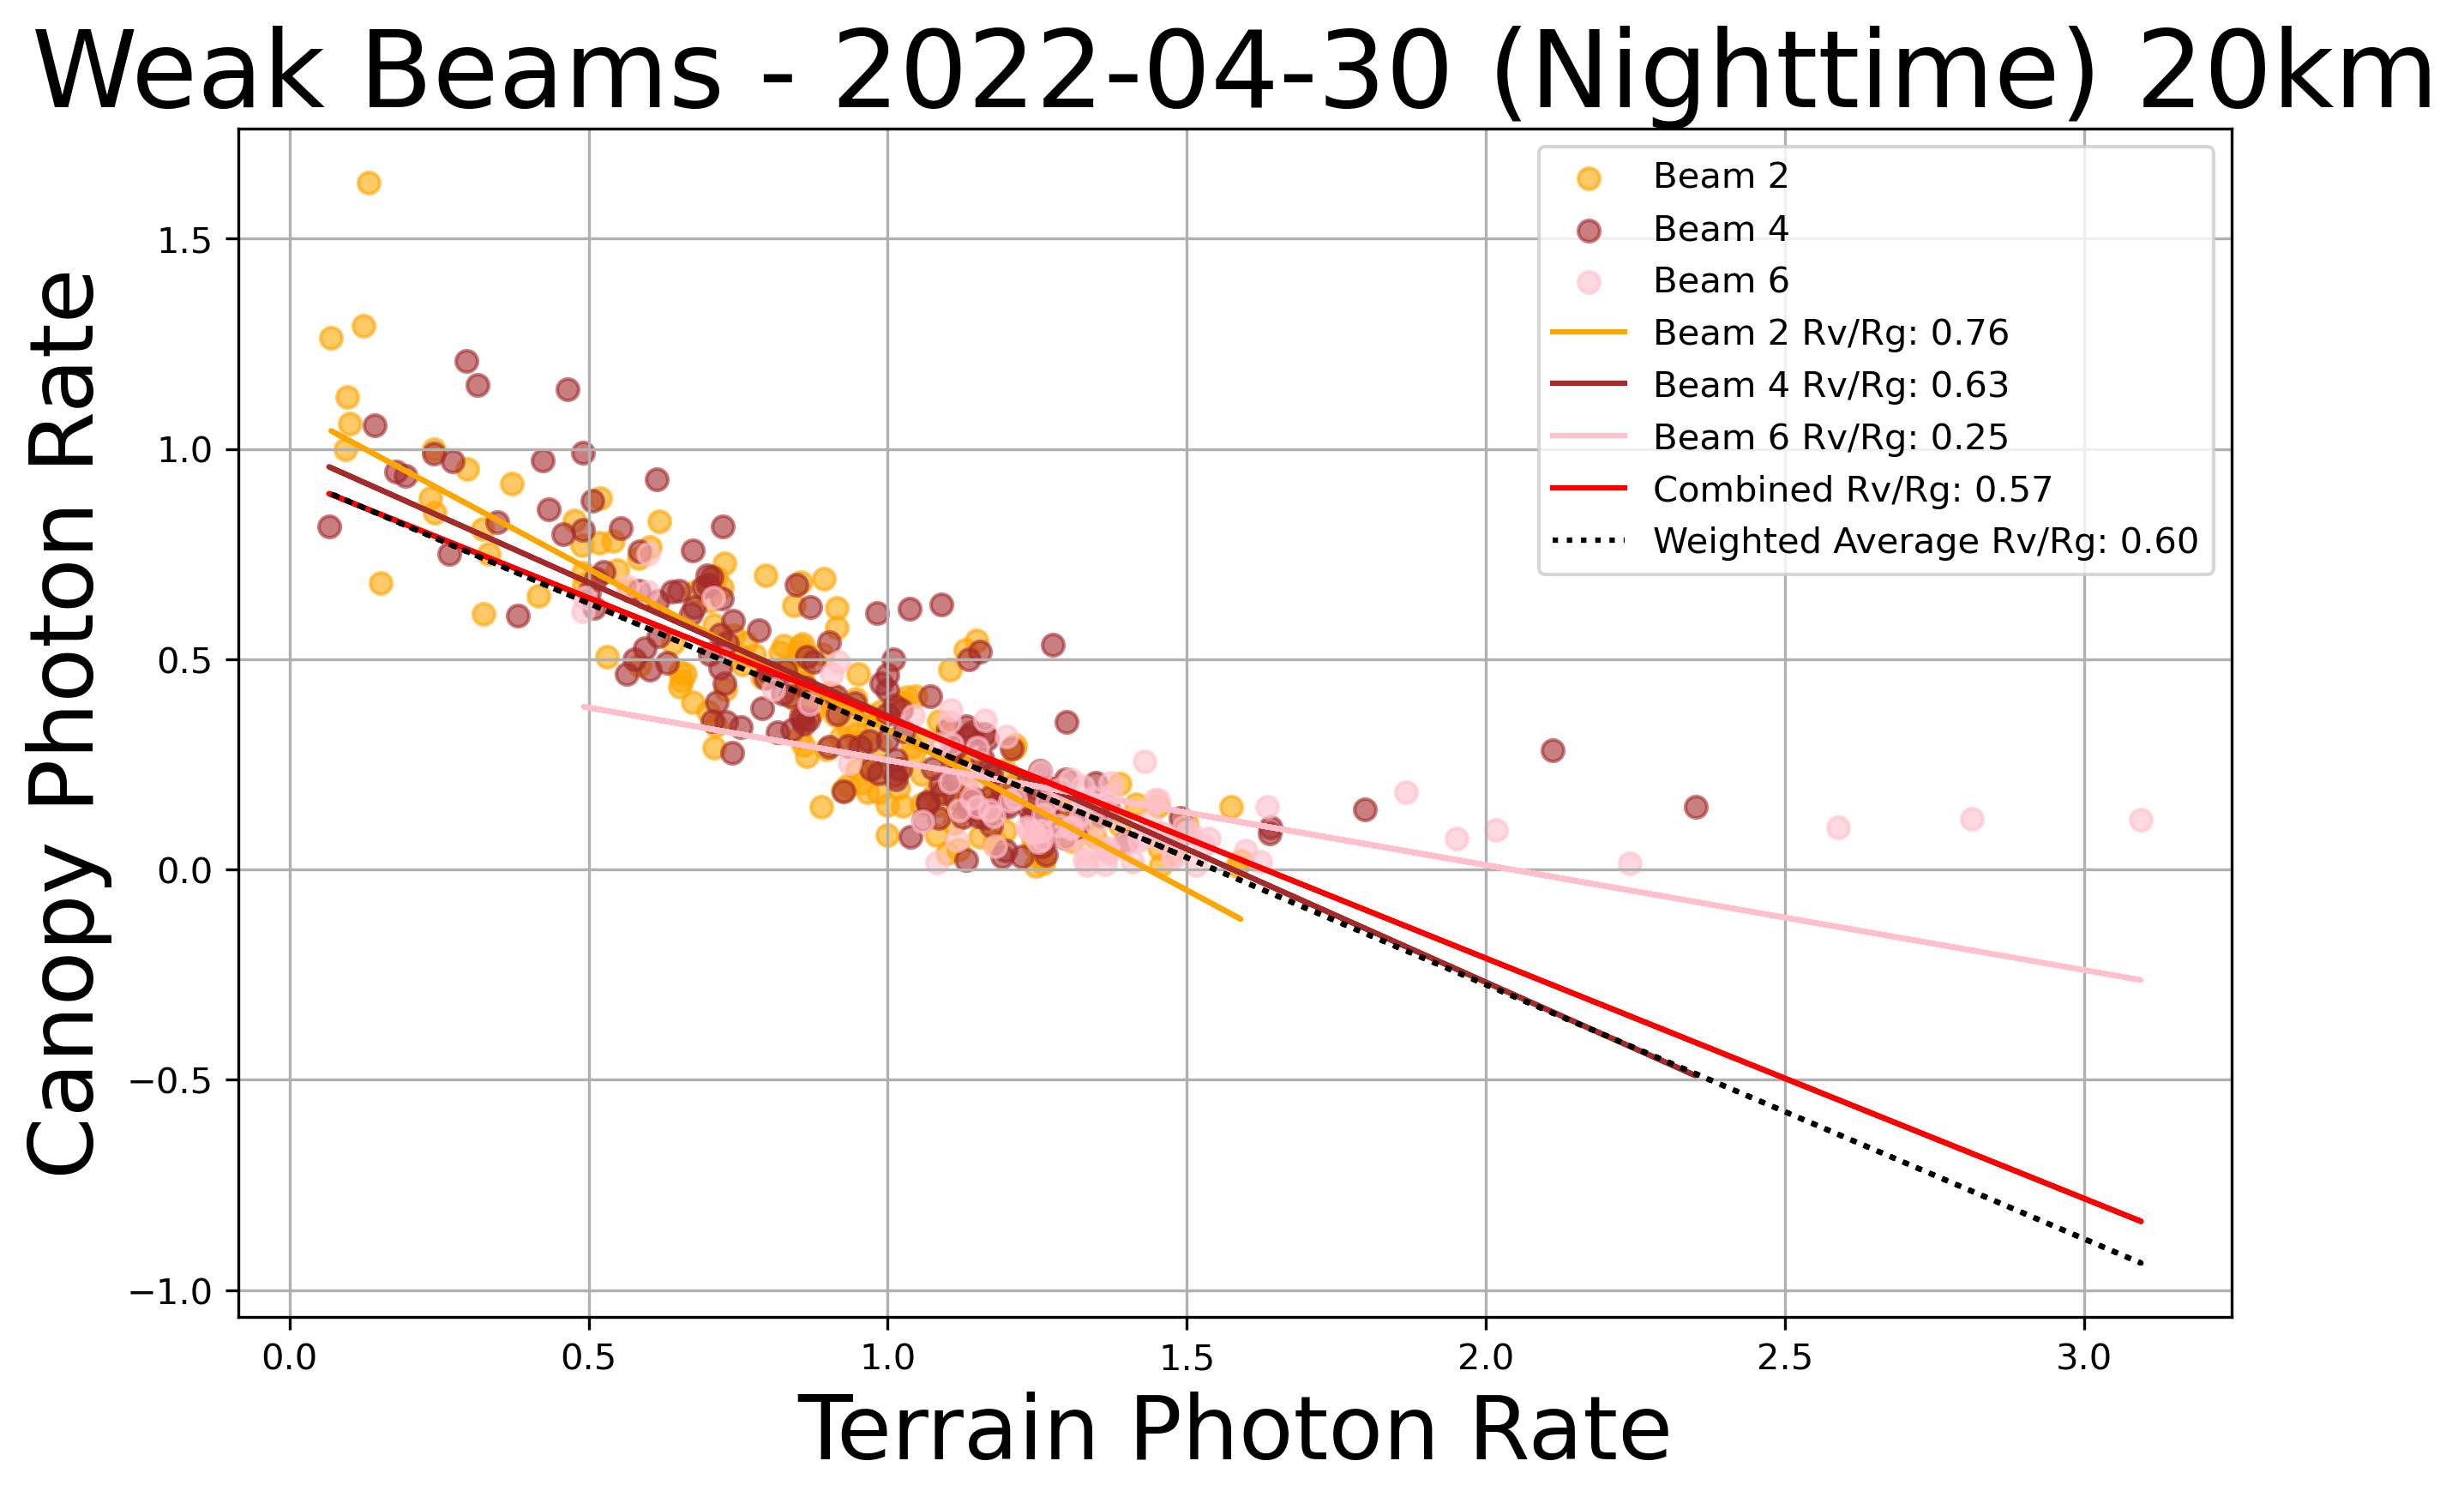 Weak Beams - 2022-04-30 (Nighttime) 20km
Canopy Photon Rate
1.5
1.0
0.5
0.0
−0.5
−1.0
Beam 2
Beam 4
Beam 6
Beam 2 Rv/Rg: 0.76
Beam 4 Rv/Rg: 0.63
Beam 6 Rv/Rg: 0.25
Combined Rv/Rg: 0.57
Weighted Average Rv/Rg: 0.60
0.0 0.5 1.0 1.5 2.0 2.5 3.0
Terrain Photon Rate